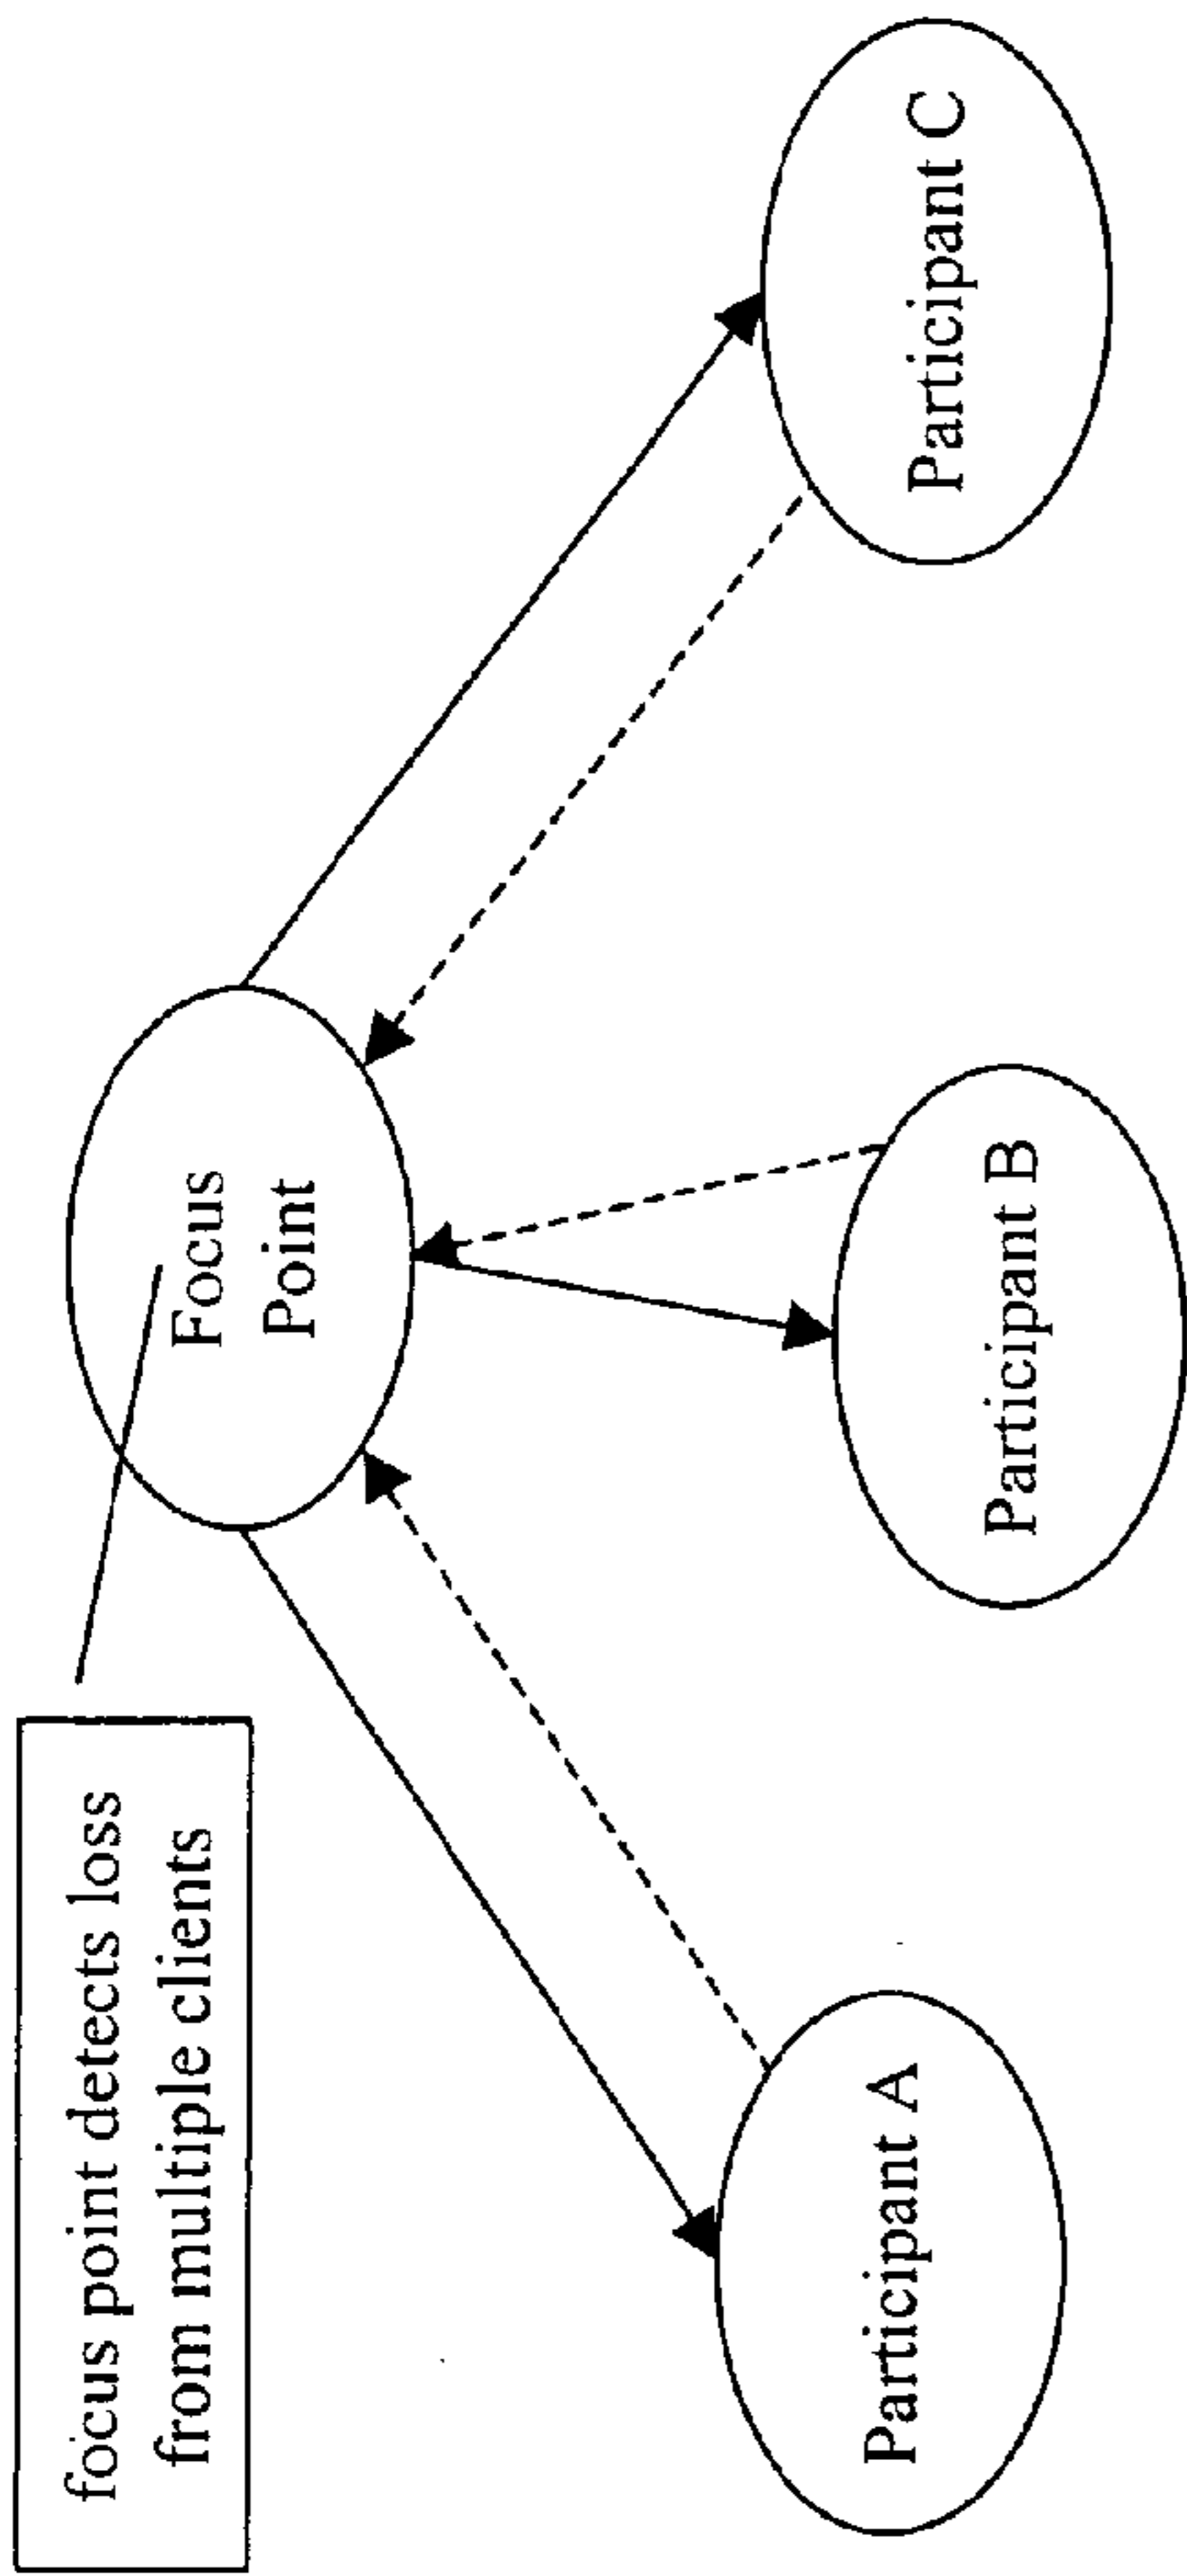 focus point detects loss
from multiple clients
Focus
Point
Participant A
Participant B
Participant C